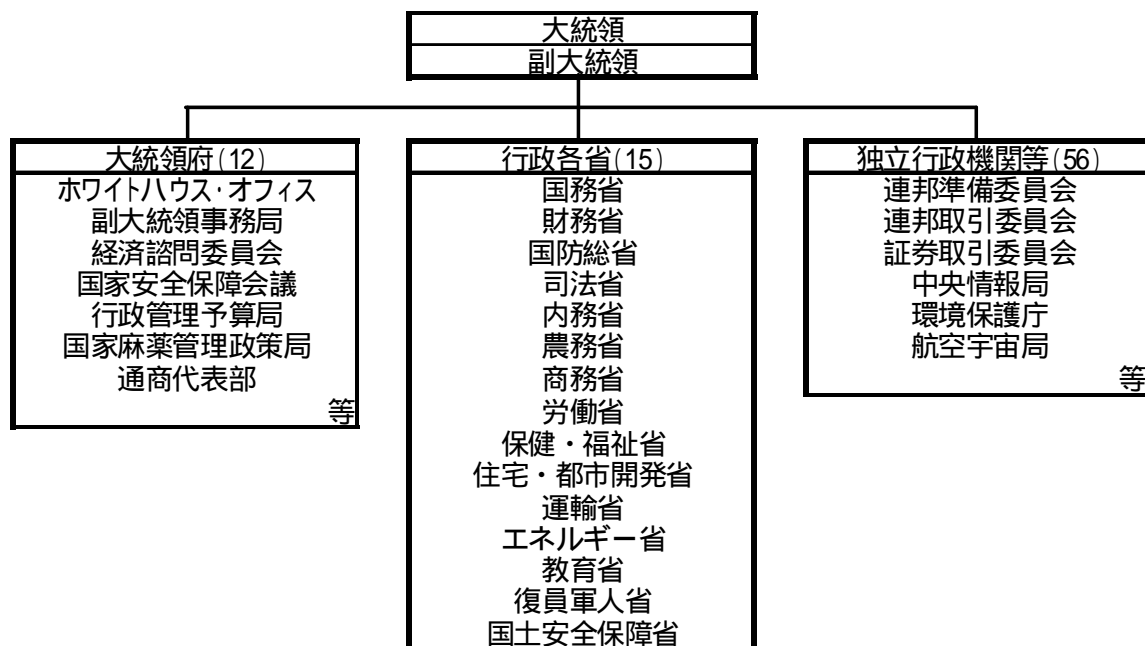 大統領
副大統領
大統領府(12)
ホワイトハウス・オフィス
副大統領事務局
経済諮問委員会
国家安全保障会議
行政管理予算局
国家麻薬管理政策局
通商代表部
等
行政各省(15)
国務省
財務省
国防総省
司法省
内務省
農務省
商務省
労働省
保健・福祉省
住宅・都市開発省
運輸省
エネルギー省
教育省
復員軍人省
国土安全保障省
独立行政機関等(56)
連邦準備委員会
連邦取引委員会
証券取引委員会
中央情報局
環境保護庁
航空宇宙局
等